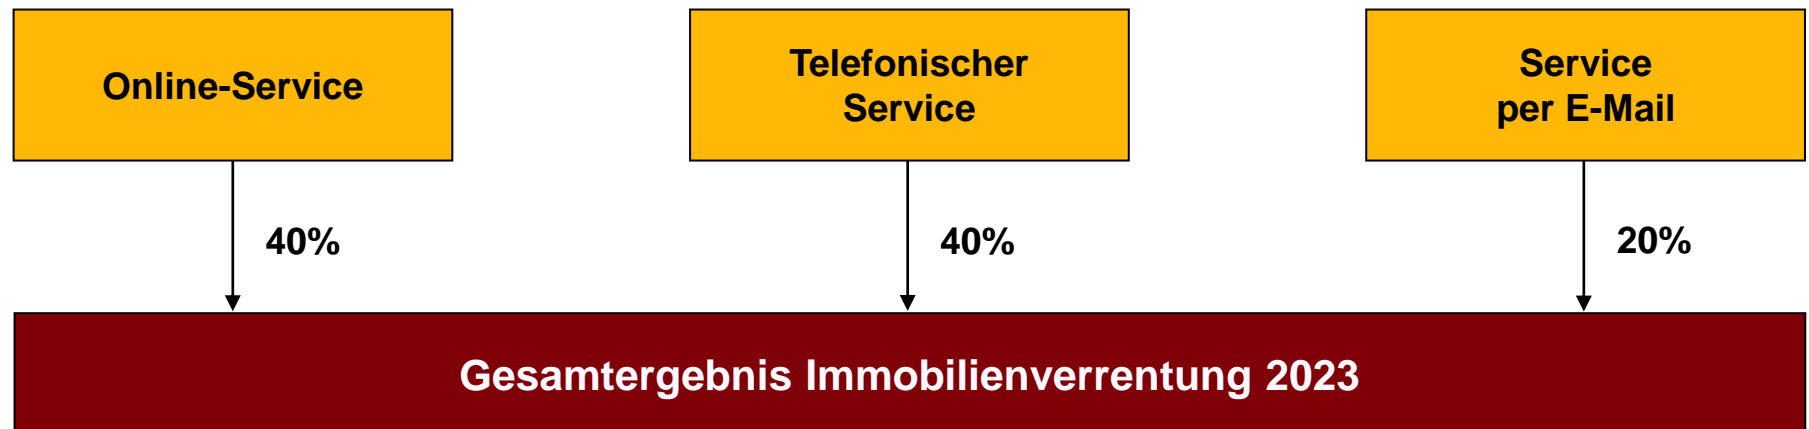 Online-Service
Telefonischer
Service
Service
per E-Mail
40%
40%
20%
Gesamtergebnis Immobilienverrentung 2023